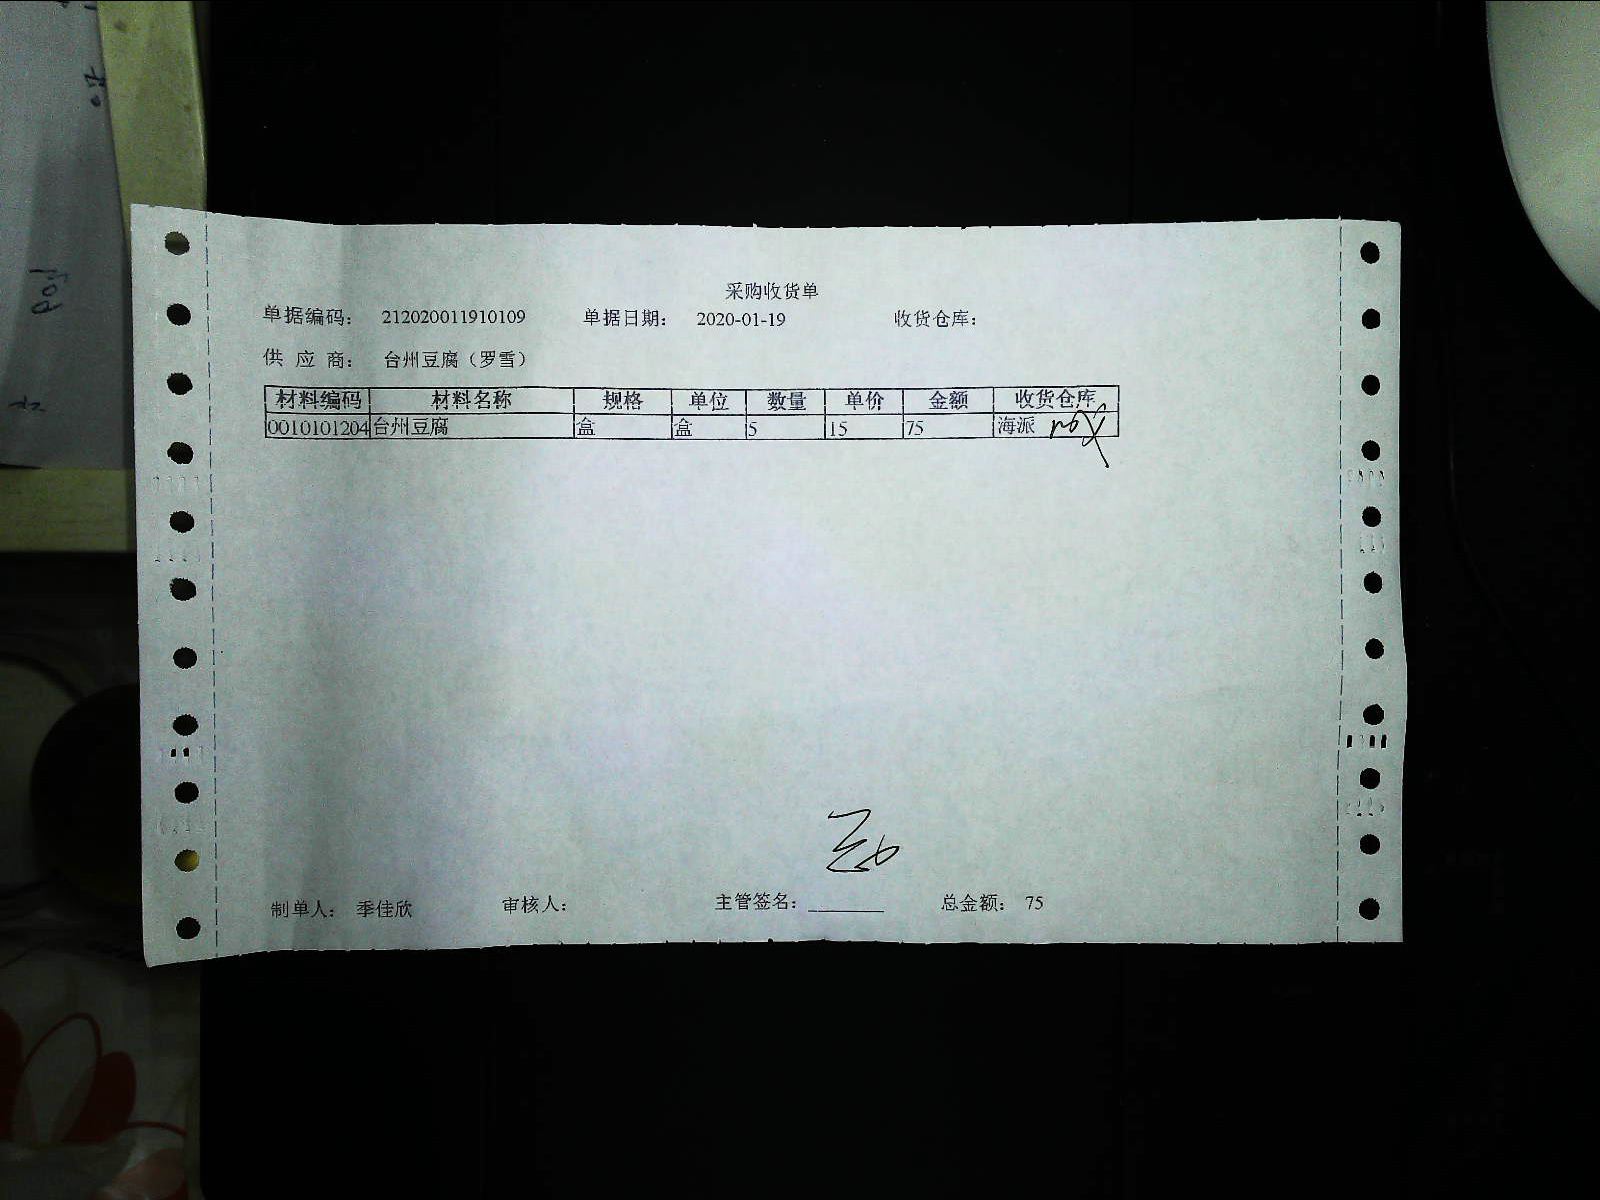 采购收货单
单据编码： 212020011910109 单据日期： 2020-01-19 收货仓库：
供 应 商： 台州豆腐（罗雪）
材料编码 材料名称 规格 单位 数量 单价 金额 收货仓库
0010101204 台州豆腐 盒 盒 5 15 75 海派
制单人： 季佳欣 审核人： 主管签名：________ 总金额： 75